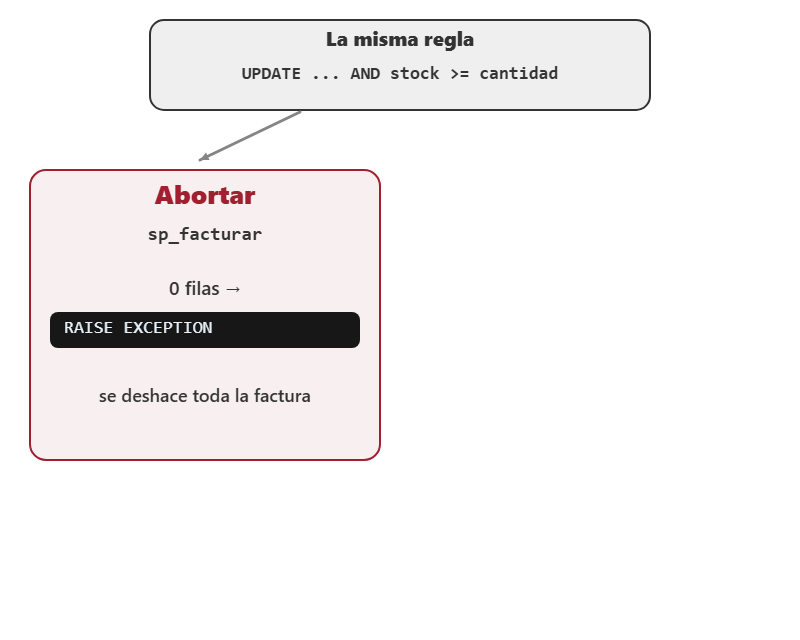 La misma regla
UPDATE ... AND stock >= cantidad
Abortar
sp_facturar
0 filas →
RAISE EXCEPTION
se deshace toda la factura